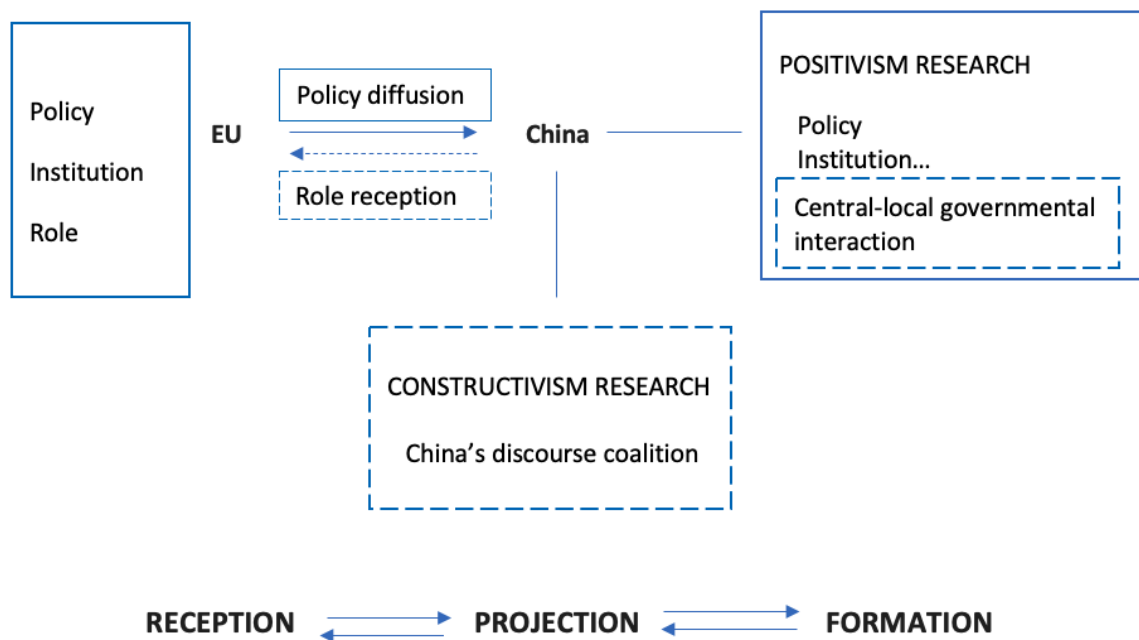 Policy
Institution
Role
EU
Policy diffusion
Role reception
China
POSITIVISM RESEARCH
Policy
Institution…
Central-local governmental
interaction
CONSTRUCTIVISM RESEARCH
China’s discourse coalition
RECEPTION
PROJECTION
FORMATION